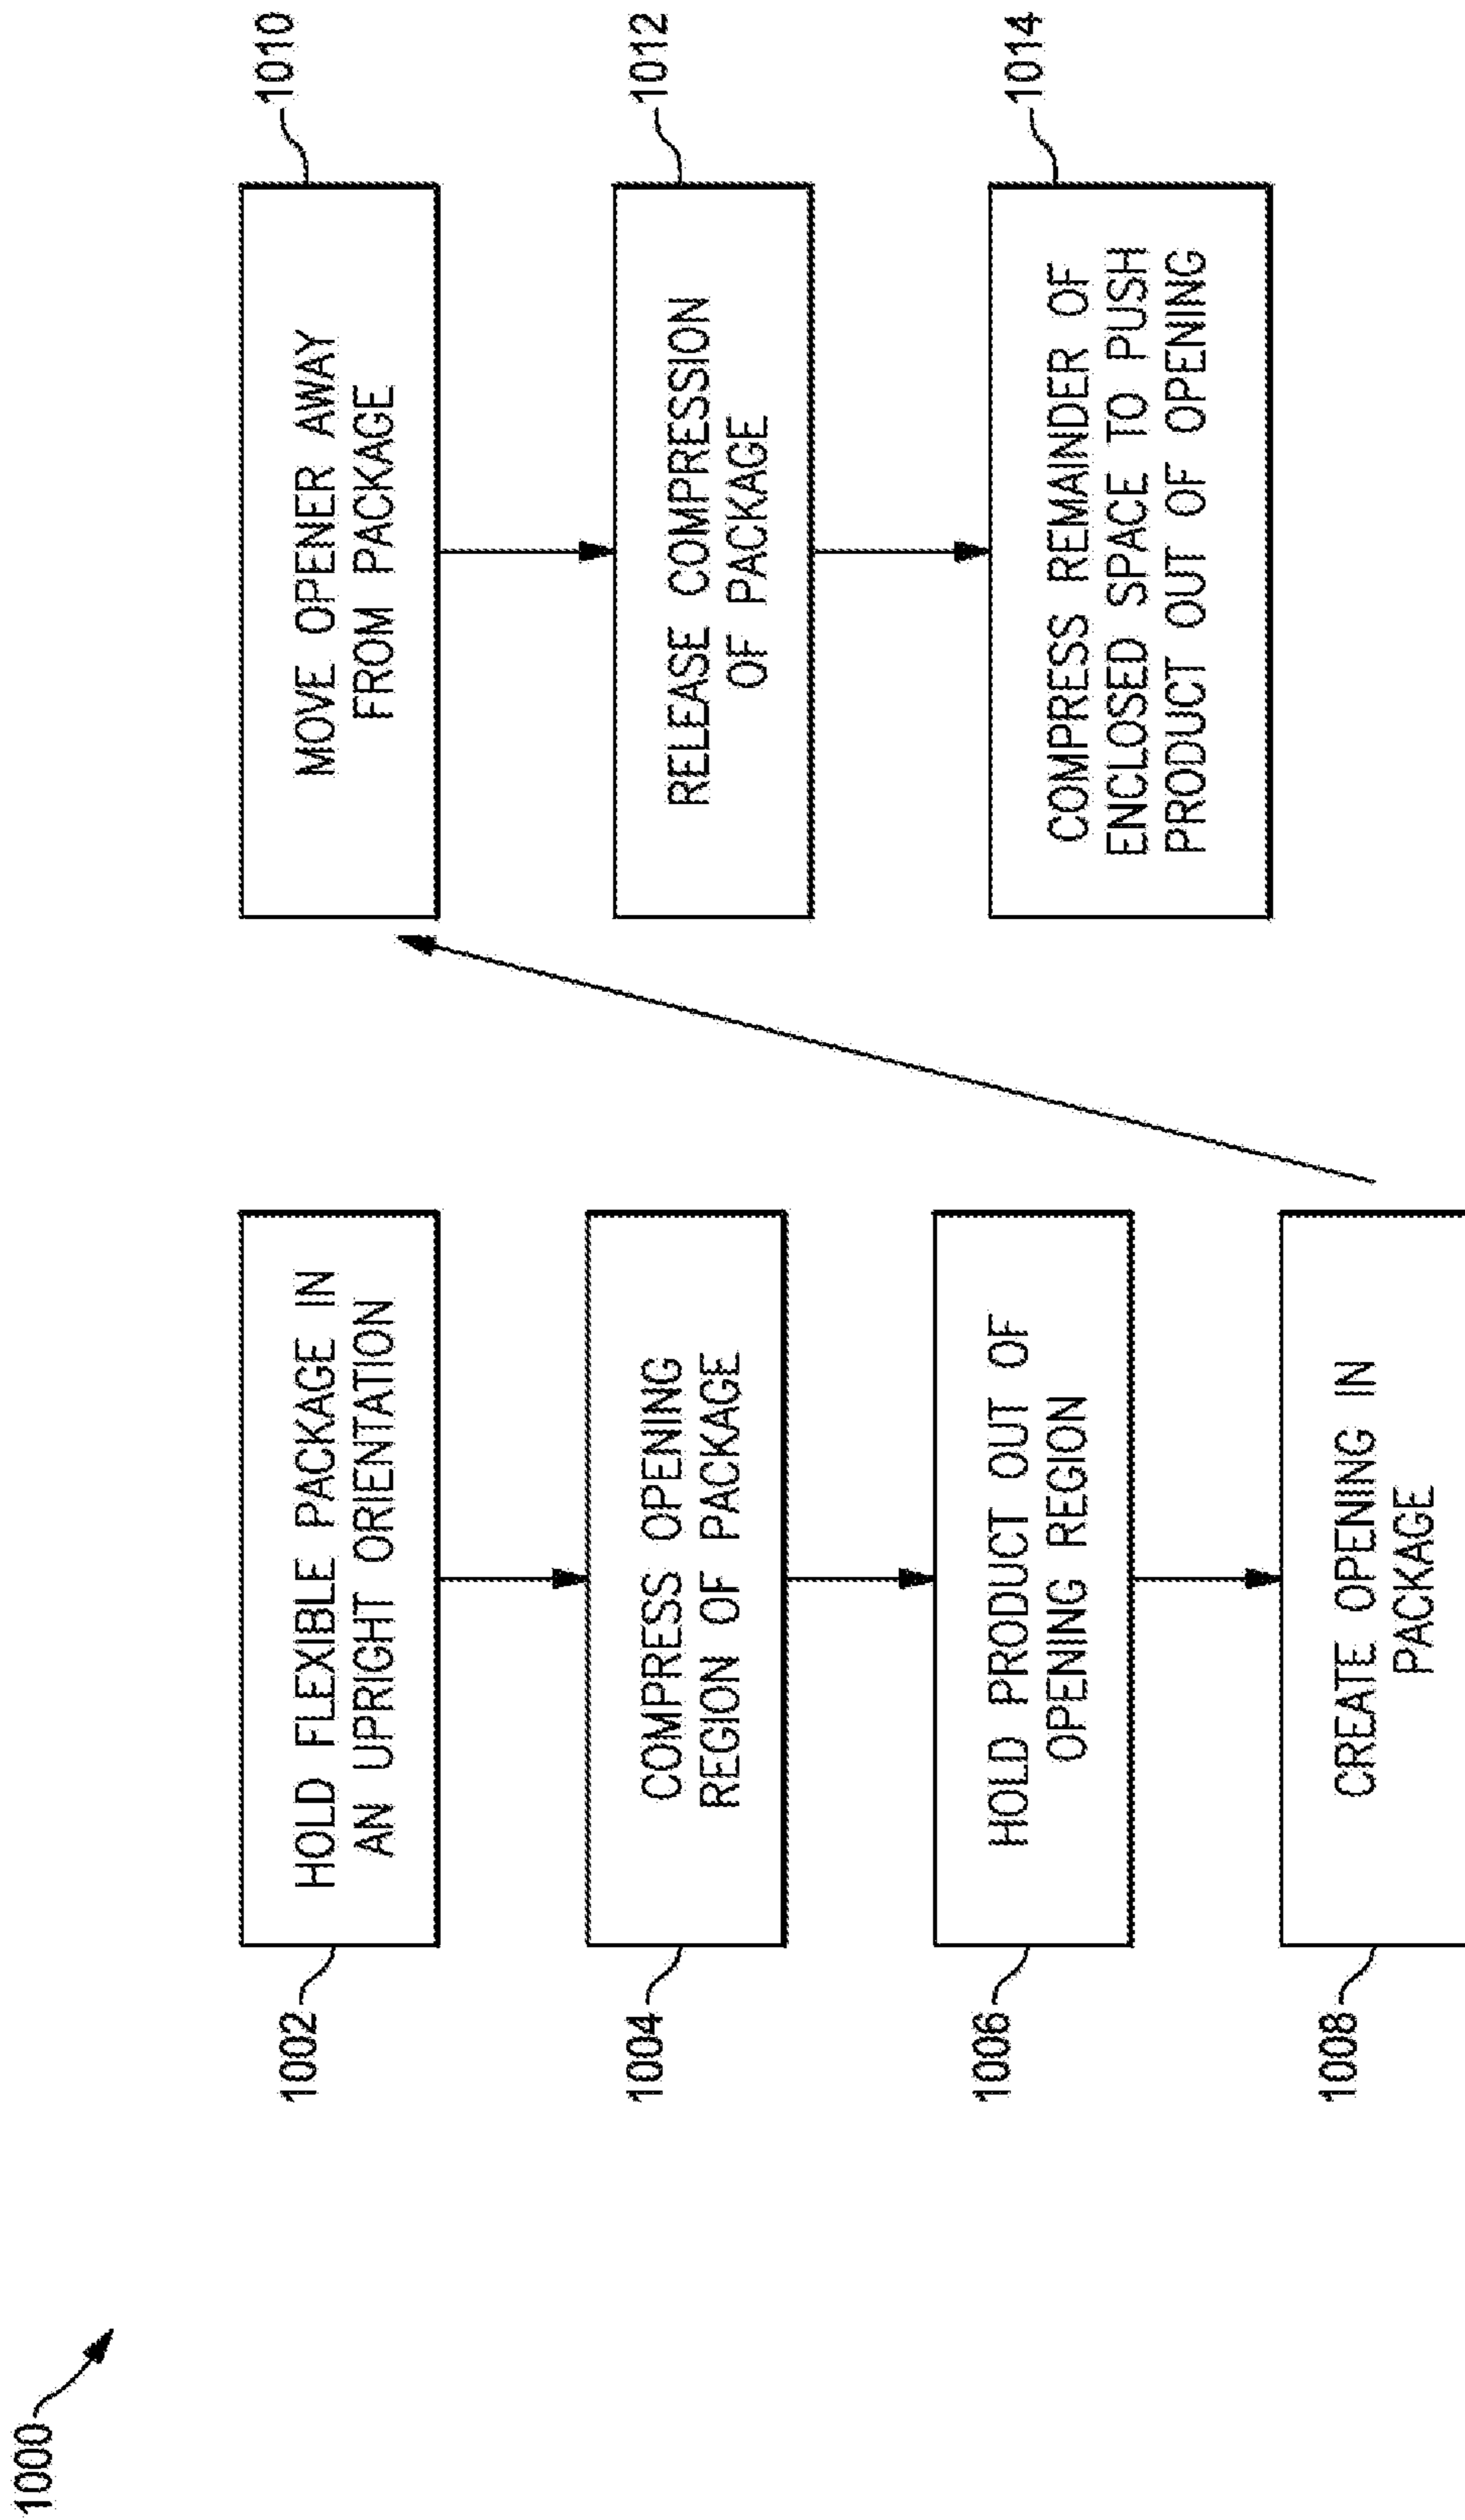 1000
1002
HOLD FLEXIBLE PACKAGE IN
AN UPRIGHT ORIENTATION
1004
COMPRESS OPENING
REGION OF PACKAGE
1006
HOLD PRODUCT OUT OF
OPENING REGION
1008
CREATE OPENING IN
PACKAGE
1010
MOVE OPENER AWAY
FROM PACKAGE
1012
RELEASE COMPRESSION
OF PACKAGE
1014
COMPRESS REMAINDER OF
ENCLOSED SPACE TO PUSH
PRODUCT OUT OF OPENING